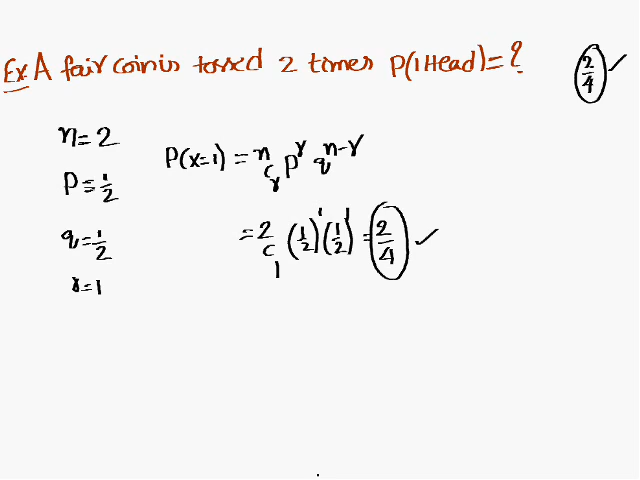 Ex A fair coin is tossed 2 times P(1 Head) = ? 2/4 ✓
n = 2
P(x=1) = nCr p^r q^n-r
P = 1/2
q = 1/2
= 2C1 (1/2)^1 (1/2)^1 = 2/4 ✓
r = 1